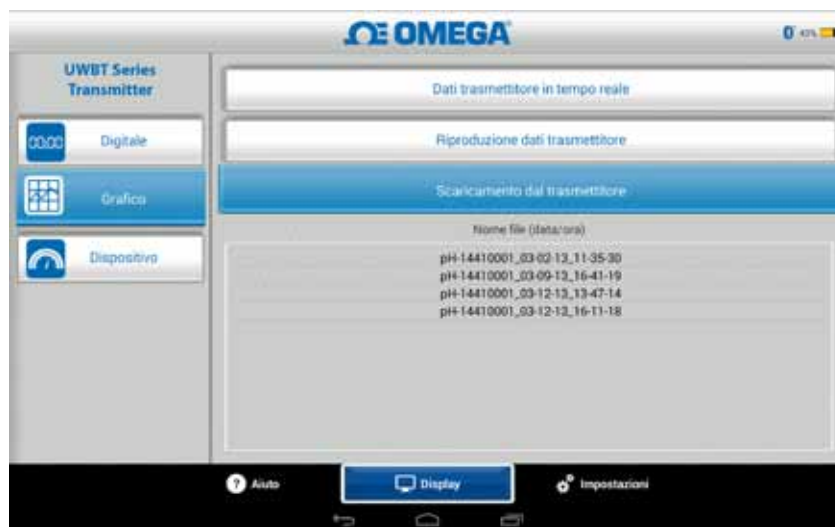 OMEGA
UWBT Series
Transmitter
Digitale
Grafico
Dispositivo
Dati trasmettitore in tempo reale
Riproduzione dati trasmettitore
Scaricamento dal trasmettitore
Nome file (data/ora)
pH-14410001_03-02-13_11-35-30
pH-14410001_03-09-13_16-41-19
pH-14410001_03-12-13_13-47-14
pH-14410001_03-12-13_16-11-18
Aiuto
Display
Impostazioni